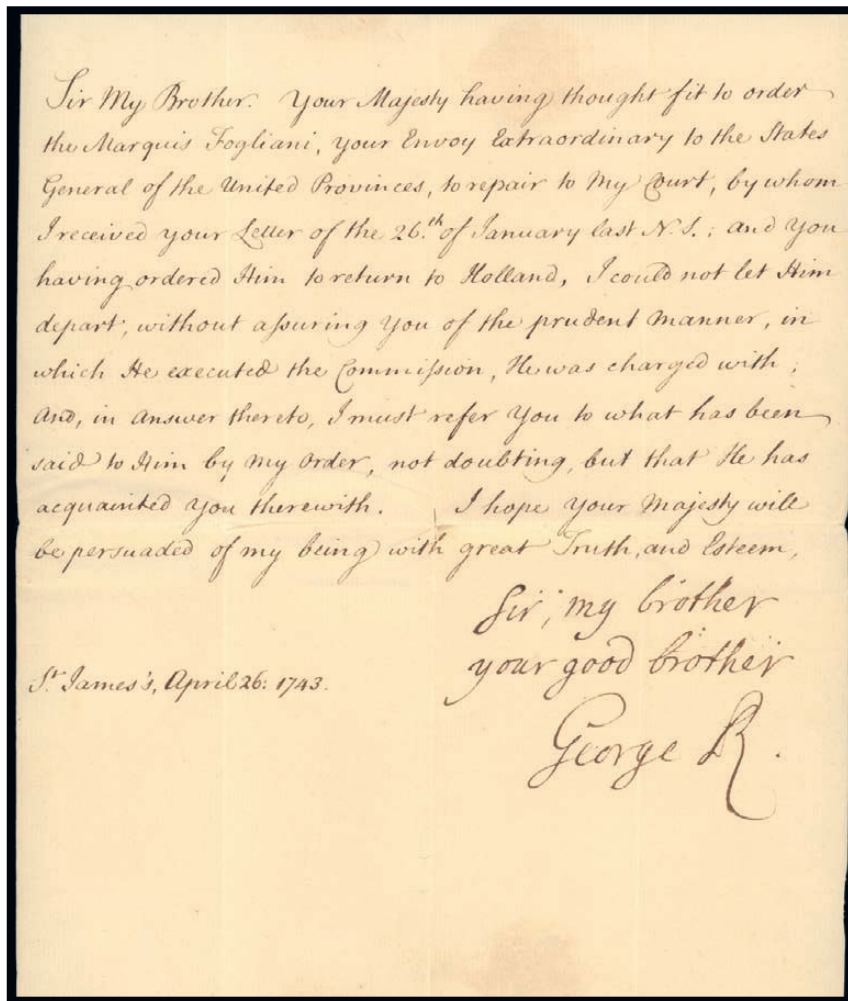 Sir My Brother. Your Majesty having thought fit to order
the Marquis Fogliani, your Envoy Extraordinary to the States
General of the United Provinces, to repair to My Court, by whom
I received your Letter of the 26.th of January last N. S.; and You
having ordered Him to return to Holland, I could not let Him
depart, without aſsuring You of the prudent Manner, in
which He executed the Commiſsion, He was charged with;
And, in Answer thereto, I must refer You to what has been
said to Him by My Order, not doubting, but that He has
acquainted You therewith. I hope Your Majesty will
be persuaded of my being with great Truth, and Esteem,
Sir, my brother
your good brother
St. James's, April 26: 1743.
George R.